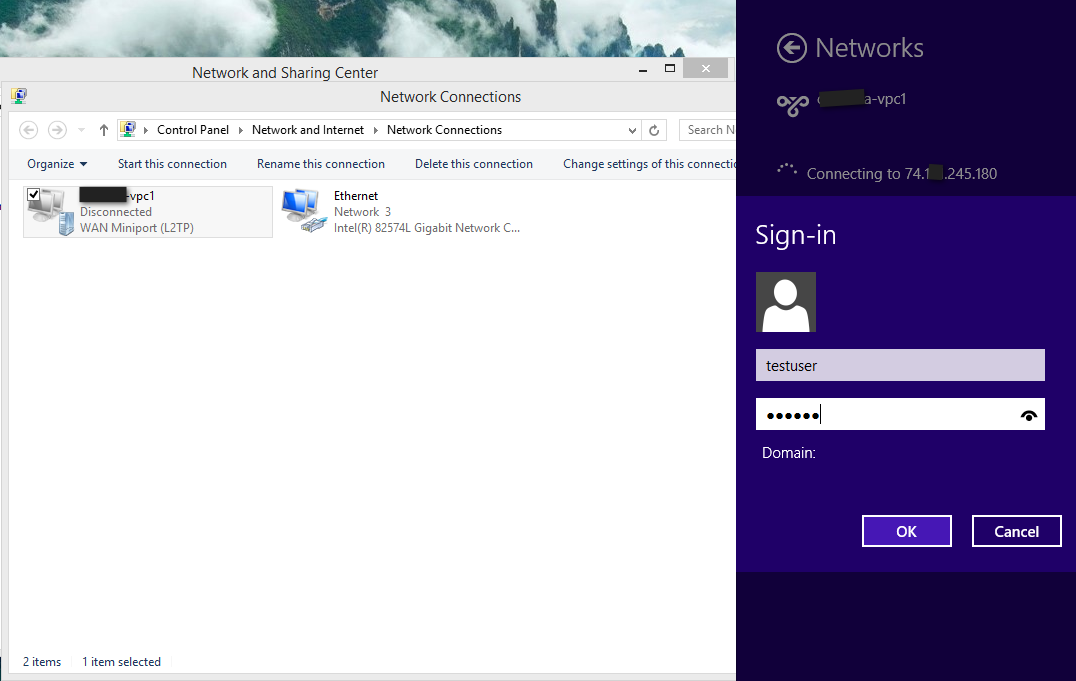 Network and Sharing Center
Network Connections
Control Panel Network and Internet Network Connections
Search N
Organize Start this connection Rename this connection Delete this connection Change settings of this connectio
-vpc1
Disconnected
WAN Miniport (L2TP)
Ethernet
Network 3
Intel(R) 82574L Gigabit Network C...
2 items 1 item selected
Networks
a-vpc1
Connecting to 74.1 .245.180
Sign-in
testuser
Domain:
OK Cancel